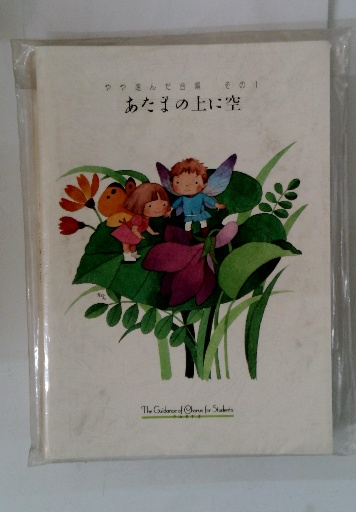 やや進んだ合唱 その1
あたまの上に空
The Guidance of Chorus for Students